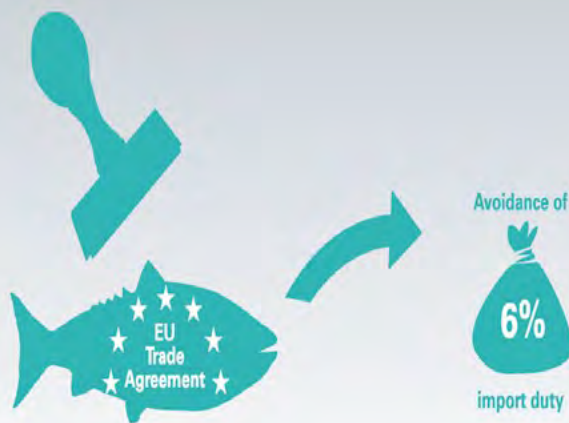 EU
Trade
Agreement
Avoidance of
6%
import duty